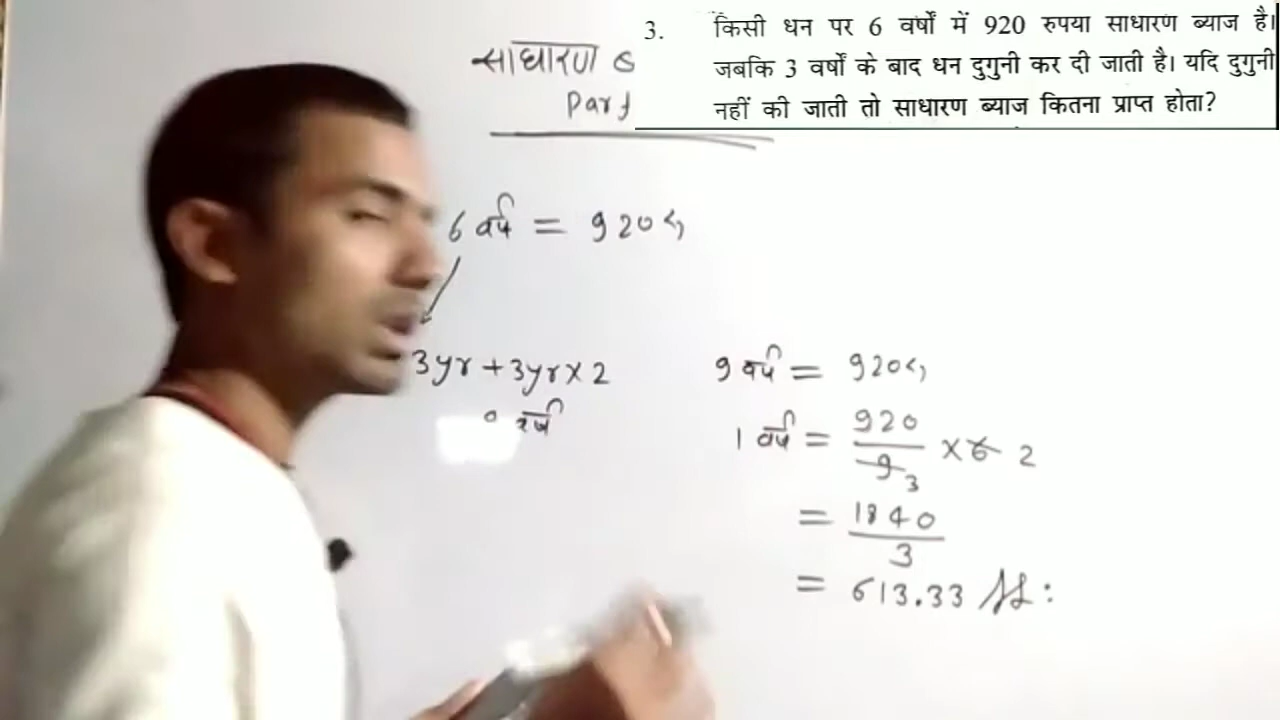 साधारण
Part
3. किसी धन पर 6 वर्षों में 920 रुपया साधारण ब्याज है।
जबकि 3 वर्षों के बाद धन दुगुनी कर दी जाती है। यदि दुगुनी
नहीं की जाती तो साधारण ब्याज कितना प्राप्त होता?
6 वर्ष = 920
3yr + 3yr x 2
वर्ष
9 वर्ष = 920
1 वर्ष = 920/9 3 x 6 2
= 1840/3
= 613.33